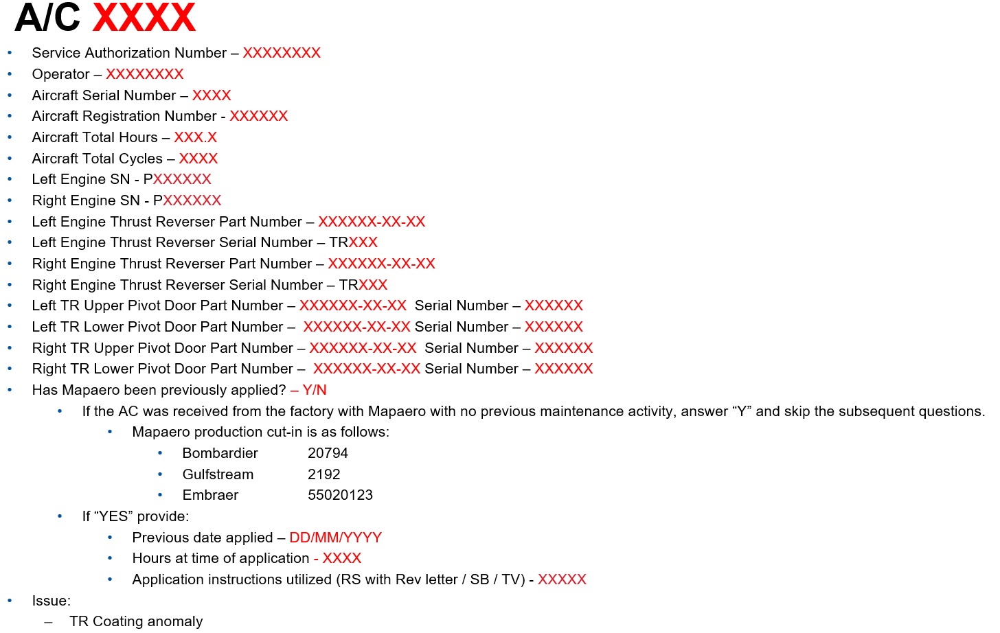 A/C XXXX
• Service Authorization Number – XXXXXXXX
• Operator – XXXXXXXX
• Aircraft Serial Number – XXXX
• Aircraft Registration Number - XXXXXX
• Aircraft Total Hours – XXX.X
• Aircraft Total Cycles – XXXX
• Left Engine SN - PXXXXXX
• Right Engine SN - PXXXXXX
• Left Engine Thrust Reverser Part Number – XXXXXX-XX-XX
• Left Engine Thrust Reverser Serial Number – TRXXX
• Right Engine Thrust Reverser Part Number – XXXXXX-XX-XX
• Right Engine Thrust Reverser Serial Number – TRXXX
• Left TR Upper Pivot Door Part Number – XXXXXX-XX-XX  Serial Number – XXXXXX
• Left TR Lower Pivot Door Part Number –  XXXXXX-XX-XX Serial Number – XXXXXX
• Right TR Upper Pivot Door Part Number – XXXXXX-XX-XX  Serial Number – XXXXXX
• Right TR Lower Pivot Door Part Number –  XXXXXX-XX-XX Serial Number – XXXXXX
• Has Mapaero been previously applied? – Y/N
• If the AC was received from the factory with Mapaero with no previous maintenance activity, answer “Y” and skip the subsequent questions.
• Mapaero production cut-in is as follows:
• Bombardier 20794
• Gulfstream 2192
• Embraer 55020123
• If “YES” provide:
• Previous date applied – DD/MM/YYYY
• Hours at time of application - XXXX
• Application instructions utilized (RS with Rev letter / SB / TV) - XXXXX
• Issue:
– TR Coating anomaly